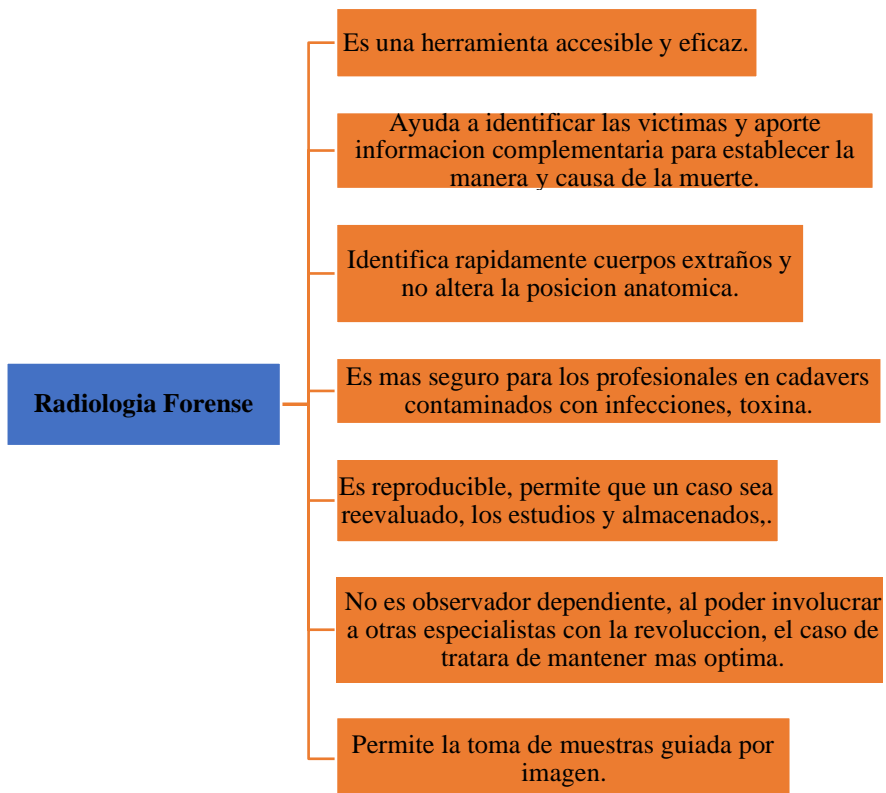 Es una herramienta accesible y eficaz.
Ayuda a identificar las victimas y aporte
informacion complementaria para establecer la
manera y causa de la muerte.
Identifica rapidamente cuerpos extraños y
no altera la posicion anatomica.
Radiologia Forense
Es mas seguro para los profesionales en cadavers
contaminados con infecciones, toxina.
Es reproducible, permite que un caso sea
reevaluado, los estudios y almacenados,.
No es observador dependiente, al poder involucrar
a otras especialistas con la revoluccion, el caso de
tratara de mantener mas optima.
Permite la toma de muestras guiada por
imagen.